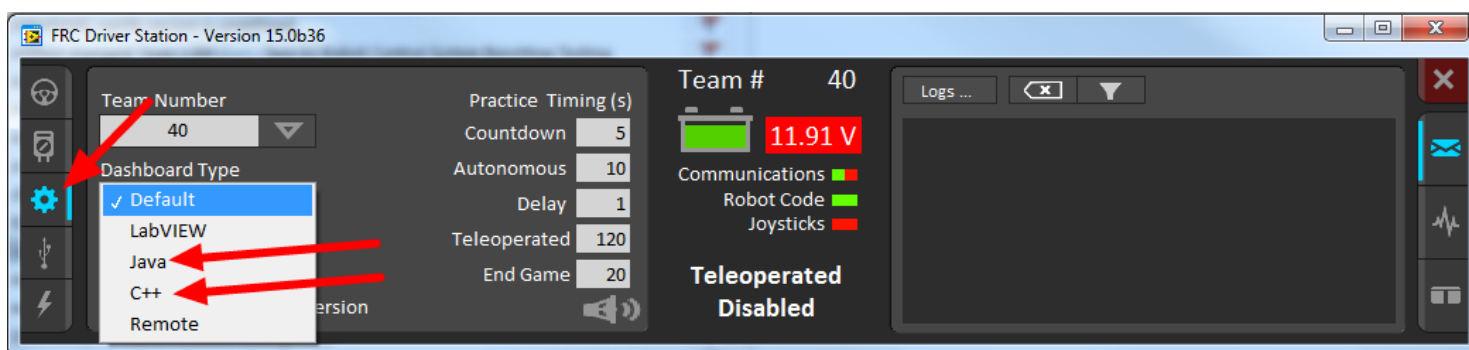 FRC Driver Station - Version 15.0b36
Team Number
40
Dashboard Type
✓ Default
LabVIEW
Java
C++
Remote
ersion
Practice Timing (s)
Countdown 5
Autonomous 10
Delay 1
Teleoperated 120
End Game 20
Team # 40
11.91 V
Communications
Robot Code
Joysticks
Teleoperated
Disabled
Logs ...